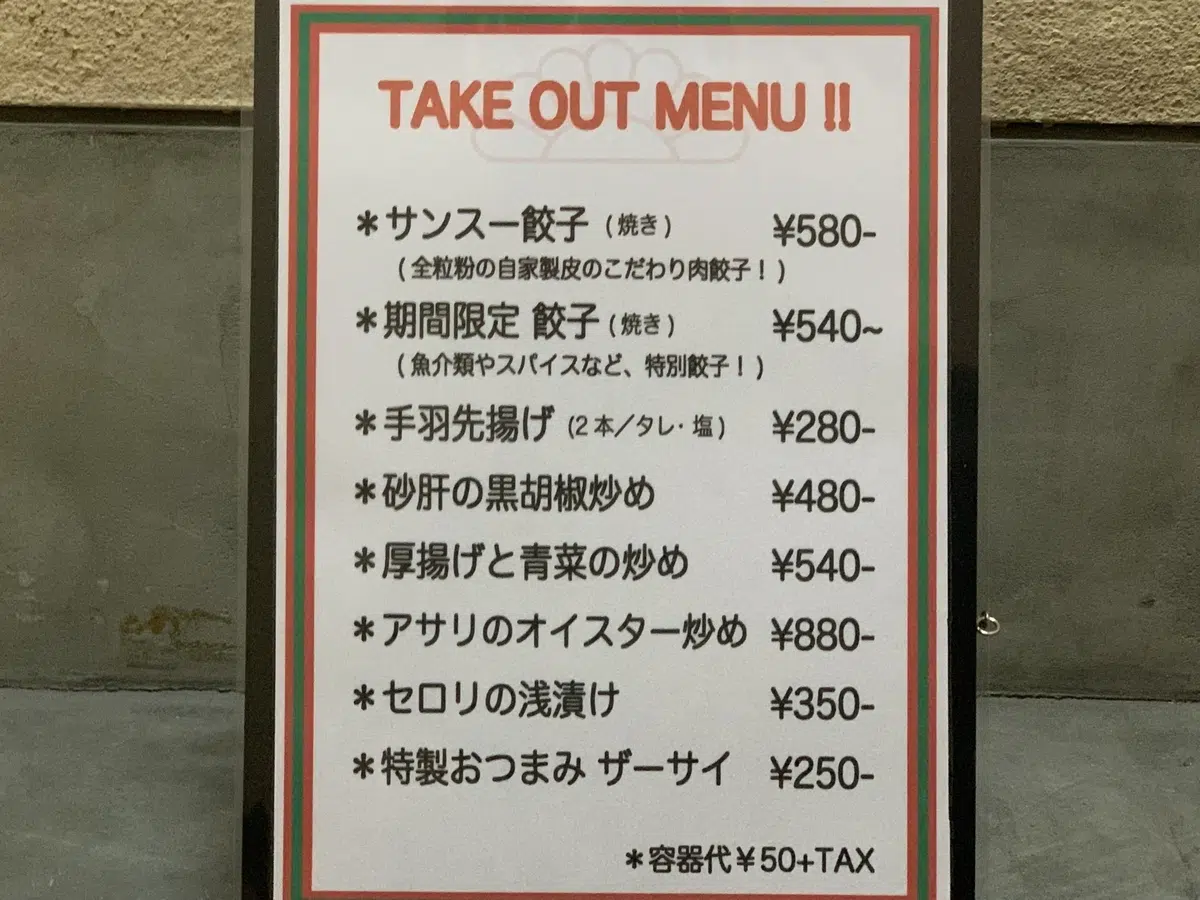 TAKE OUT MENU !!
＊サンスー餃子 (焼き) ¥580-
(全粒粉の自家製皮のこだわり肉餃子！)
＊期間限定 餃子 (焼き) ¥540~
(魚介類やスパイスなど、特別餃子！)
＊手羽先揚げ (2本／タレ・塩) ¥280-
＊砂肝の黒胡椒炒め ¥480-
＊厚揚げと青菜の炒め ¥540-
＊アサリのオイスター炒め ¥880-
＊セロリの浅漬け ¥350-
＊特製おつまみ ザーサイ ¥250-
＊容器代¥50+TAX